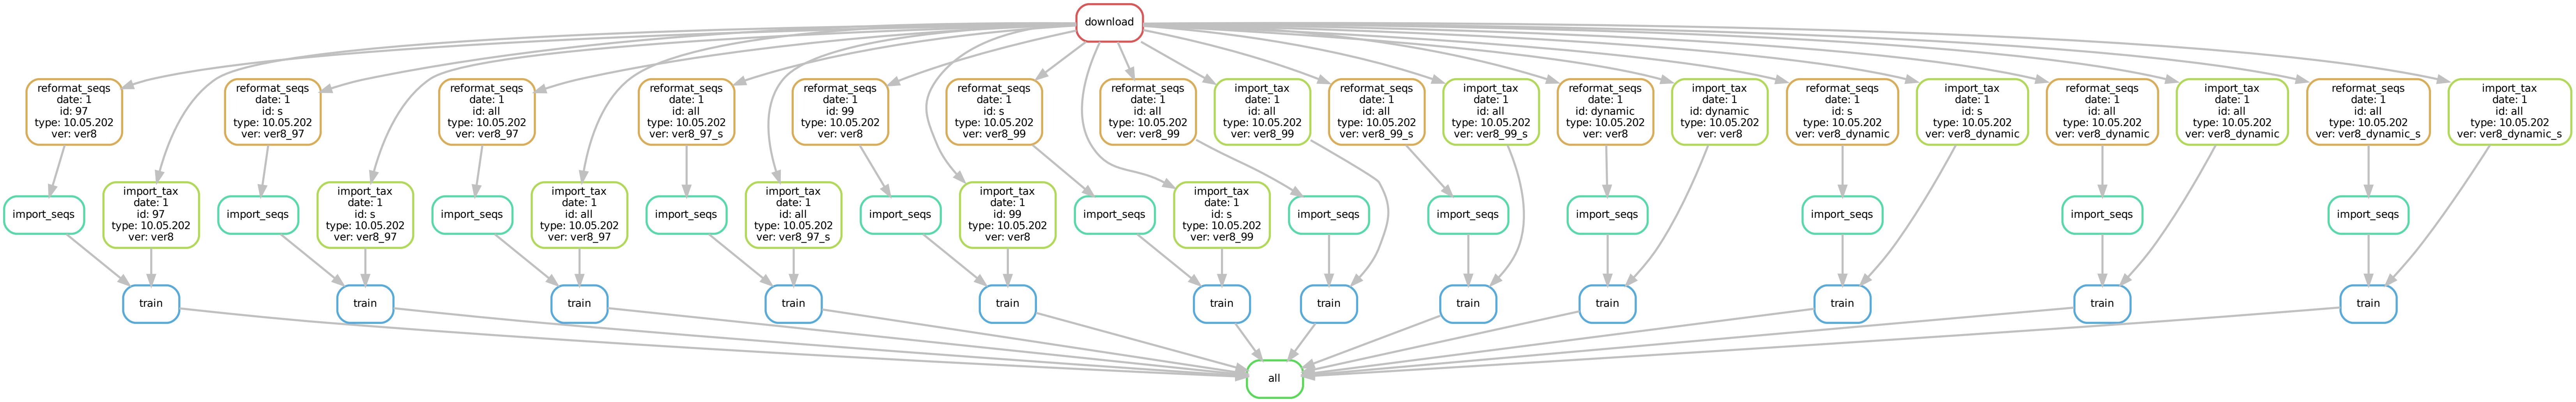 download
reformat_seqs
date: 1
id: 97
type: 10.05.202
ver: ver8
reformat_seqs
date: 1
id: s
type: 10.05.202
ver: ver8_97
reformat_seqs
date: 1
id: all
type: 10.05.202
ver: ver8_97
reformat_seqs
date: 1
id: all
type: 10.05.202
ver: ver8_97_s
reformat_seqs
date: 1
id: 99
type: 10.05.202
ver: ver8
reformat_seqs
date: 1
id: s
type: 10.05.202
ver: ver8_99
reformat_seqs
date: 1
id: all
type: 10.05.202
ver: ver8_99
import_tax
date: 1
id: all
type: 10.05.202
ver: ver8_99
reformat_seqs
date: 1
id: all
type: 10.05.202
ver: ver8_99_s
import_tax
date: 1
id: all
type: 10.05.202
ver: ver8_99_s
reformat_seqs
date: 1
id: dynamic
type: 10.05.202
ver: ver8
import_tax
date: 1
id: dynamic
type: 10.05.202
ver: ver8
reformat_seqs
date: 1
id: s
type: 10.05.202
ver: ver8_dynamic
import_tax
date: 1
id: s
type: 10.05.202
ver: ver8_dynamic
reformat_seqs
date: 1
id: all
type: 10.05.202
ver: ver8_dynamic
import_tax
date: 1
id: all
type: 10.05.202
ver: ver8_dynamic
reformat_seqs
date: 1
id: all
type: 10.05.202
ver: ver8_dynamic_s
import_tax
date: 1
id: all
type: 10.05.202
ver: ver8_dynamic_s
import_seqs
import_tax
date: 1
id: 97
type: 10.05.202
ver: ver8
import_seqs
import_tax
date: 1
id: s
type: 10.05.202
ver: ver8_97
import_seqs
import_tax
date: 1
id: all
type: 10.05.202
ver: ver8_97
import_seqs
import_tax
date: 1
id: all
type: 10.05.202
ver: ver8_97_s
import_seqs
import_tax
date: 1
id: 99
type: 10.05.202
ver: ver8
import_seqs
import_tax
date: 1
id: s
type: 10.05.202
ver: ver8_99
import_seqs
import_seqs
import_seqs
import_seqs
import_seqs
import_seqs
train
train
train
train
train
train
train
train
train
train
train
train
all